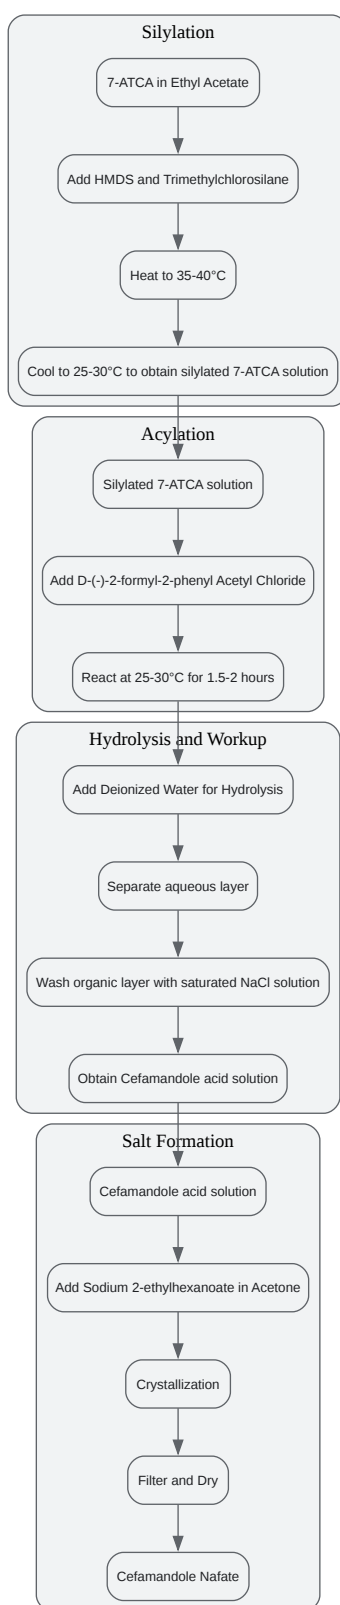 Silylation
7-ATCA in Ethyl Acetate
Add HMDS and Trimethylchlorosilane
Heat to 35-40°C
Cool to 25-30°C to obtain silylated 7-ATCA solution
Acylation
Silylated 7-ATCA solution
Add D-(-)-2-formyl-2-phenyl Acetyl Chloride
React at 25-30°C for 1.5-2 hours
Hydrolysis and Workup
Add Deionized Water for Hydrolysis
Separate aqueous layer
Wash organic layer with saturated NaCl solution
Obtain Cefamandole acid solution
Salt Formation
Cefamandole acid solution
Add Sodium 2-ethylhexanoate in Acetone
Crystallization
Filter and Dry
Cefamandole Nafate